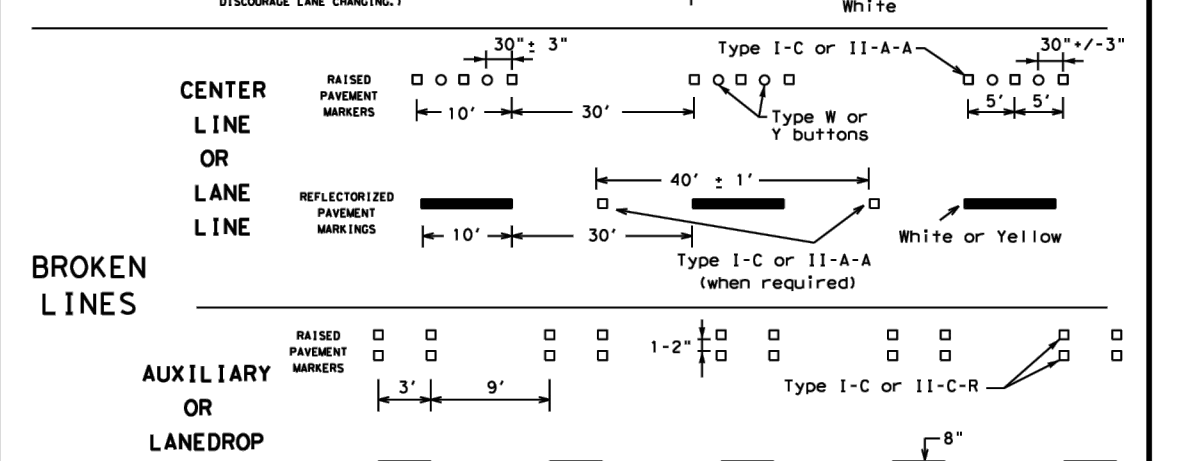 DISCOURAGE LANE CHANGING.)
White
BROKEN
LINES
CENTER
LINE
OR
LANE
LINE
RAISED
PAVEMENT
MARKERS
30"± 3"
10'
30'
Type W or
Y buttons
Type I-C or II-A-A
30"+/-3"
5'
5'
REFLECTORIZED
PAVEMENT
MARKINGS
10'
30'
40' ± 1'
Type I-C or II-A-A
(when required)
White or Yellow
AUXILIARY
OR
LANEDROP
RAISED
PAVEMENT
MARKERS
3'
9'
1-2"
Type I-C or II-C-R
8"